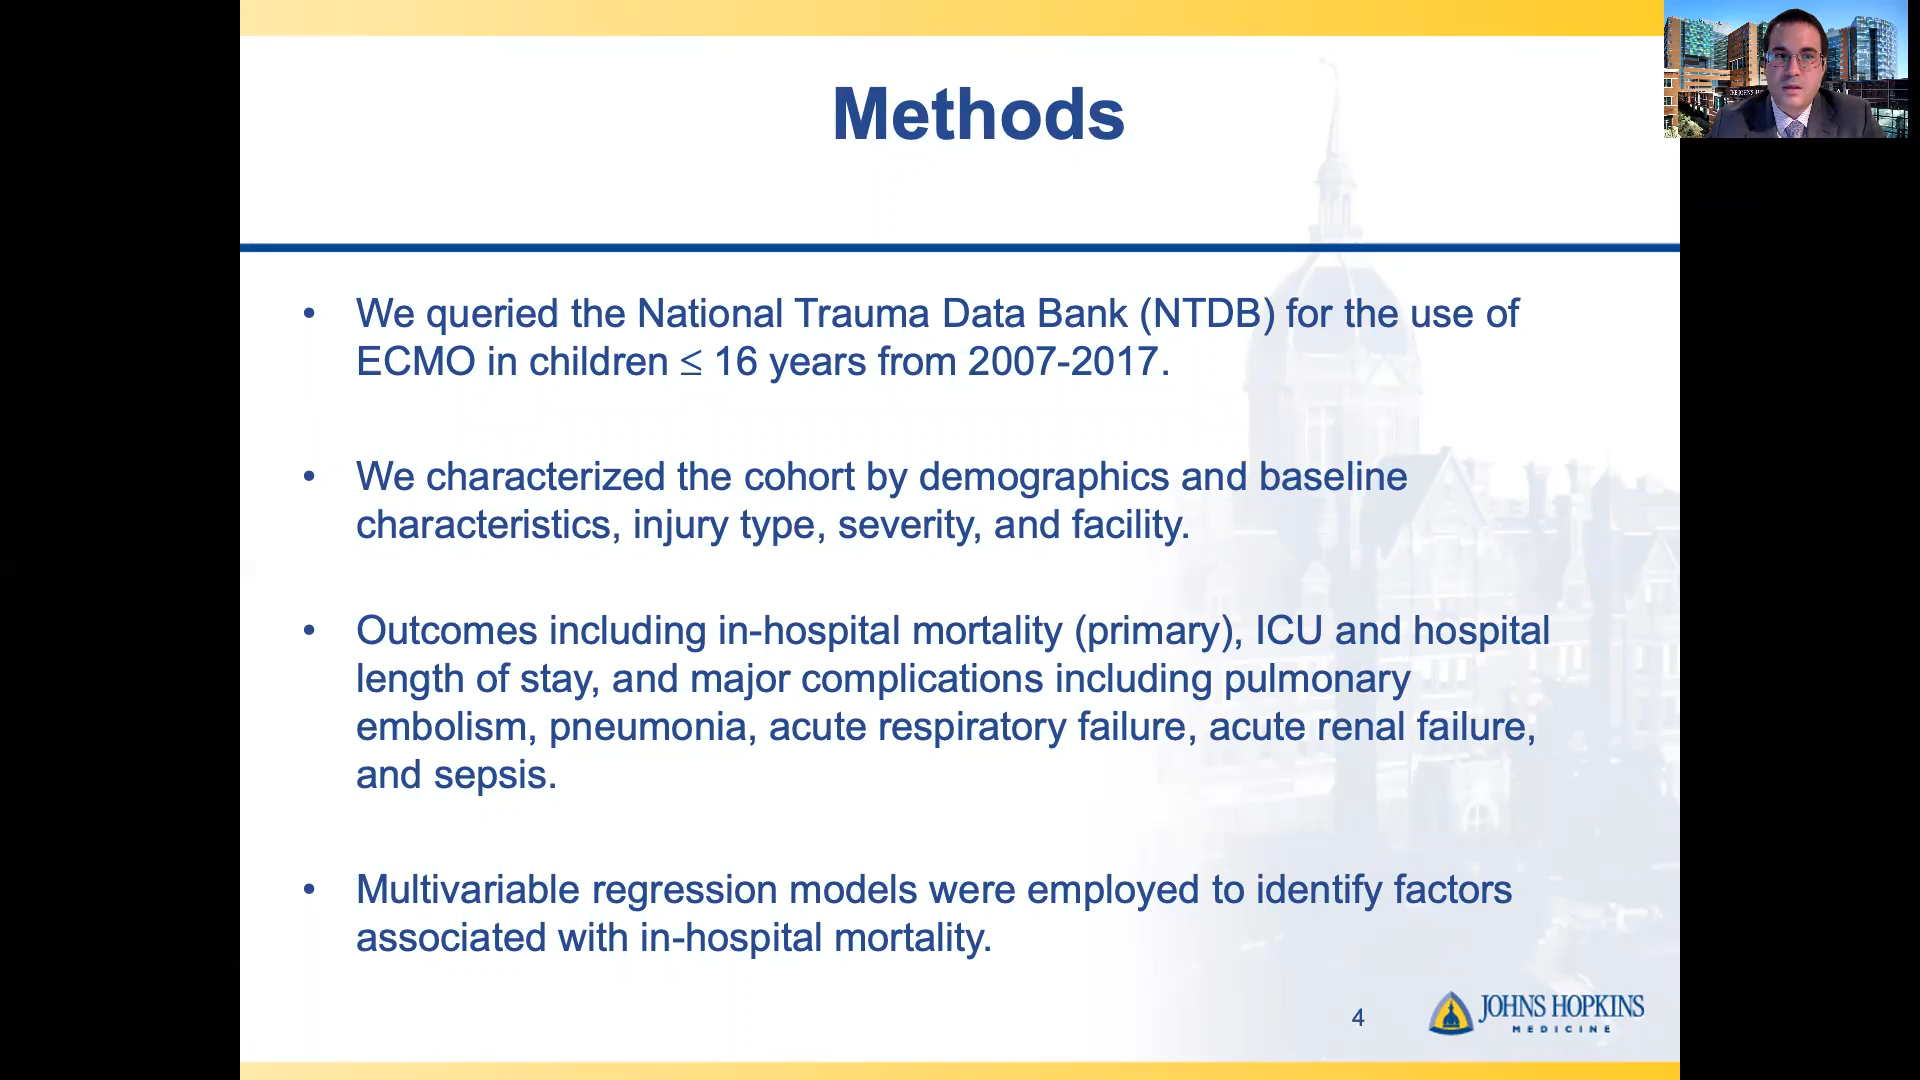 Methods
• We queried the National Trauma Data Bank (NTDB) for the use of
ECMO in children ≤ 16 years from 2007-2017.
• We characterized the cohort by demographics and baseline
characteristics, injury type, severity, and facility.
• Outcomes including in-hospital mortality (primary), ICU and hospital
length of stay, and major complications including pulmonary
embolism, pneumonia, acute respiratory failure, acute renal failure,
and sepsis.
• Multivariable regression models were employed to identify factors
associated with in-hospital mortality.
4
JOHNS HOPKINS
MEDICINE